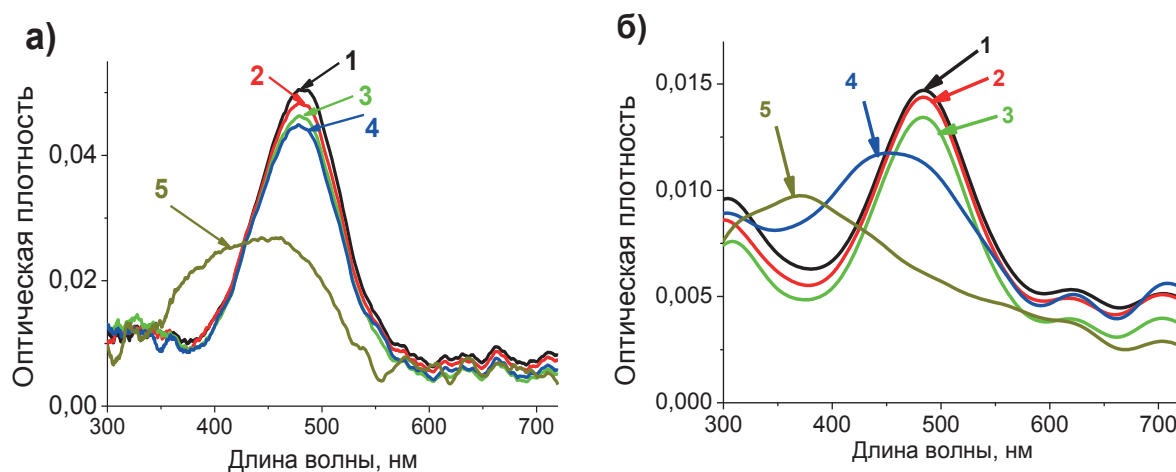 а)
Оптическая плотность
0,04
0,02
0,00
1
2
3
4
5
300 400 500 600 700
Длина волны, нм
б)
Оптическая плотность
0,015
0,010
0,005
0,000
1
2
3
4
5
300 400 500 600 700
Длина волны, нм